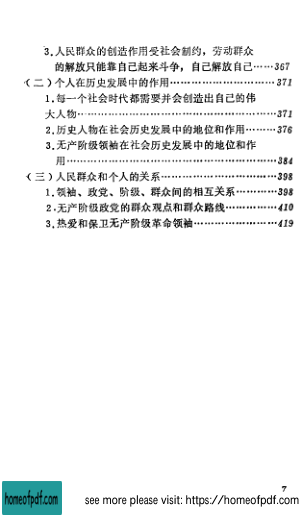 3.人民群众的创造作用受社会制约，劳动群众
的解放只能靠自己起来斗争，自己解放自己……367
（二）个人在历史发展中的作用……………………………371
1.每一个社会时代都需要并会创造出自己的伟
大人物……………………………………………………371
2.历史人物在社会历史发展中的地位和作用………376
3.无产阶级领袖在社会历史发展中的地位和作
用…………………………………………………………384
（三）人民群众和个人的关系………………………………398
1.领袖、政党、阶级、群众间的相互关系…………398
2.无产阶级政党的群众观点和群众路线……………410
3.热爱和保卫无产阶级革命领袖……………………419
7
homeofpdf.com
see more please visit: https://homeofpdf.com